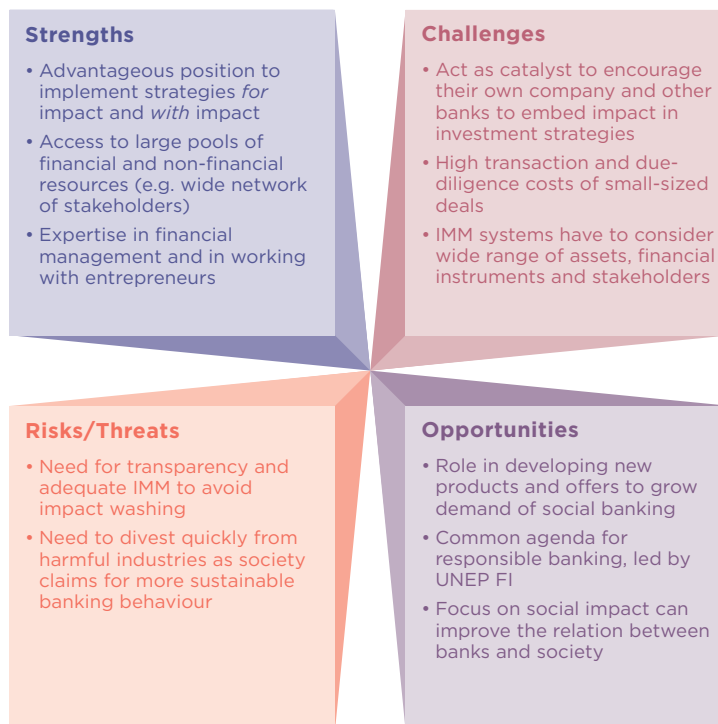 Strengths
• Advantageous position to
implement strategies for
impact and with impact
• Access to large pools of
financial and non-financial
resources (e.g. wide network
of stakeholders)
• Expertise in financial
management and in working
with entrepreneurs
Challenges
• Act as catalyst to encourage
their own company and other
banks to embed impact in
investment strategies
• High transaction and due-
diligence costs of small-sized
deals
• IMM systems have to consider
wide range of assets, financial
instruments and stakeholders
Risks/Threats
• Need for transparency and
adequate IMM to avoid
impact washing
• Need to divest quickly from
harmful industries as society
claims for more sustainable
banking behaviour
Opportunities
• Role in developing new
products and offers to grow
demand of social banking
• Common agenda for
responsible banking, led by
UNEP FI
• Focus on social impact can
improve the relation between
banks and society